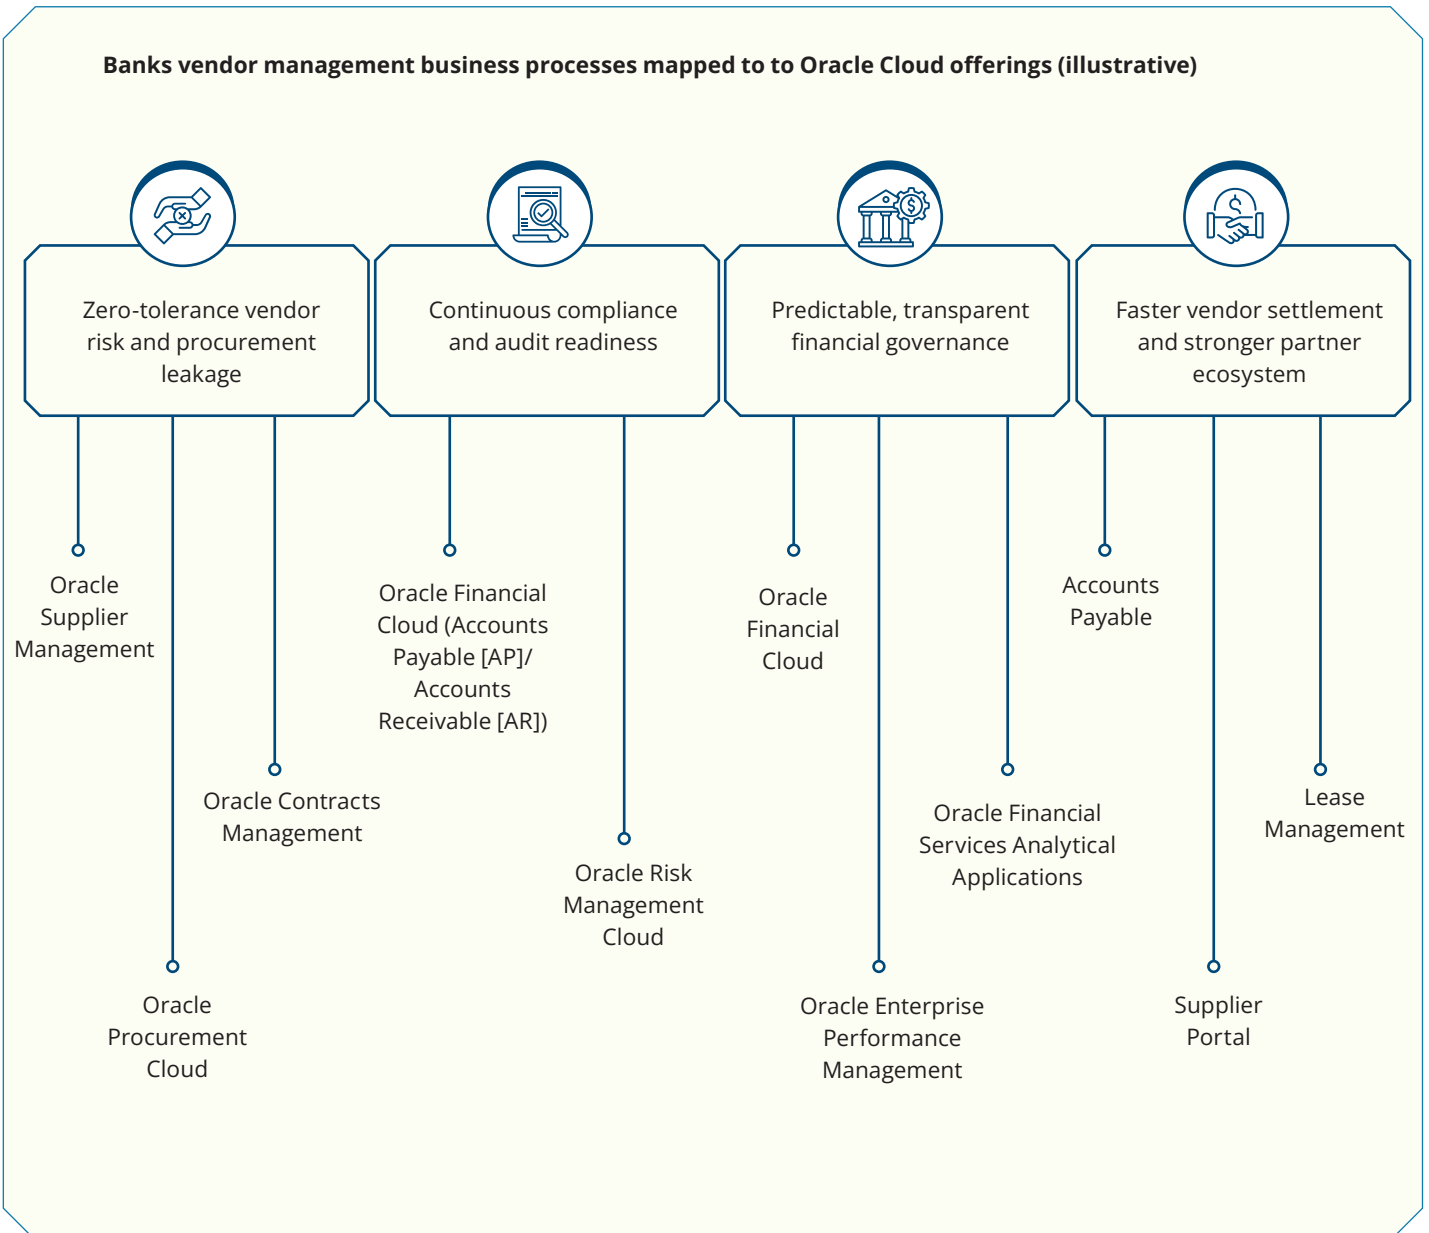 Banks vendor management business processes mapped to to Oracle Cloud offerings (illustrative)
Zero-tolerance vendor
risk and procurement
leakage
Continuous compliance
and audit readiness
Predictable, transparent
financial governance
Faster vendor settlement
and stronger partner
ecosystem
Oracle
Supplier
Management
Oracle Procurement
Cloud
Oracle Contracts
Management
Oracle Financial
Cloud (Accounts
Payable [AP]/
Accounts
Receivable [AR])
Oracle Risk
Management
Cloud
Oracle
Financial
Cloud
Oracle Enterprise
Performance
Management
Oracle Financial
Services Analytical
Applications
Accounts
Payable
Supplier
Portal
Lease
Management